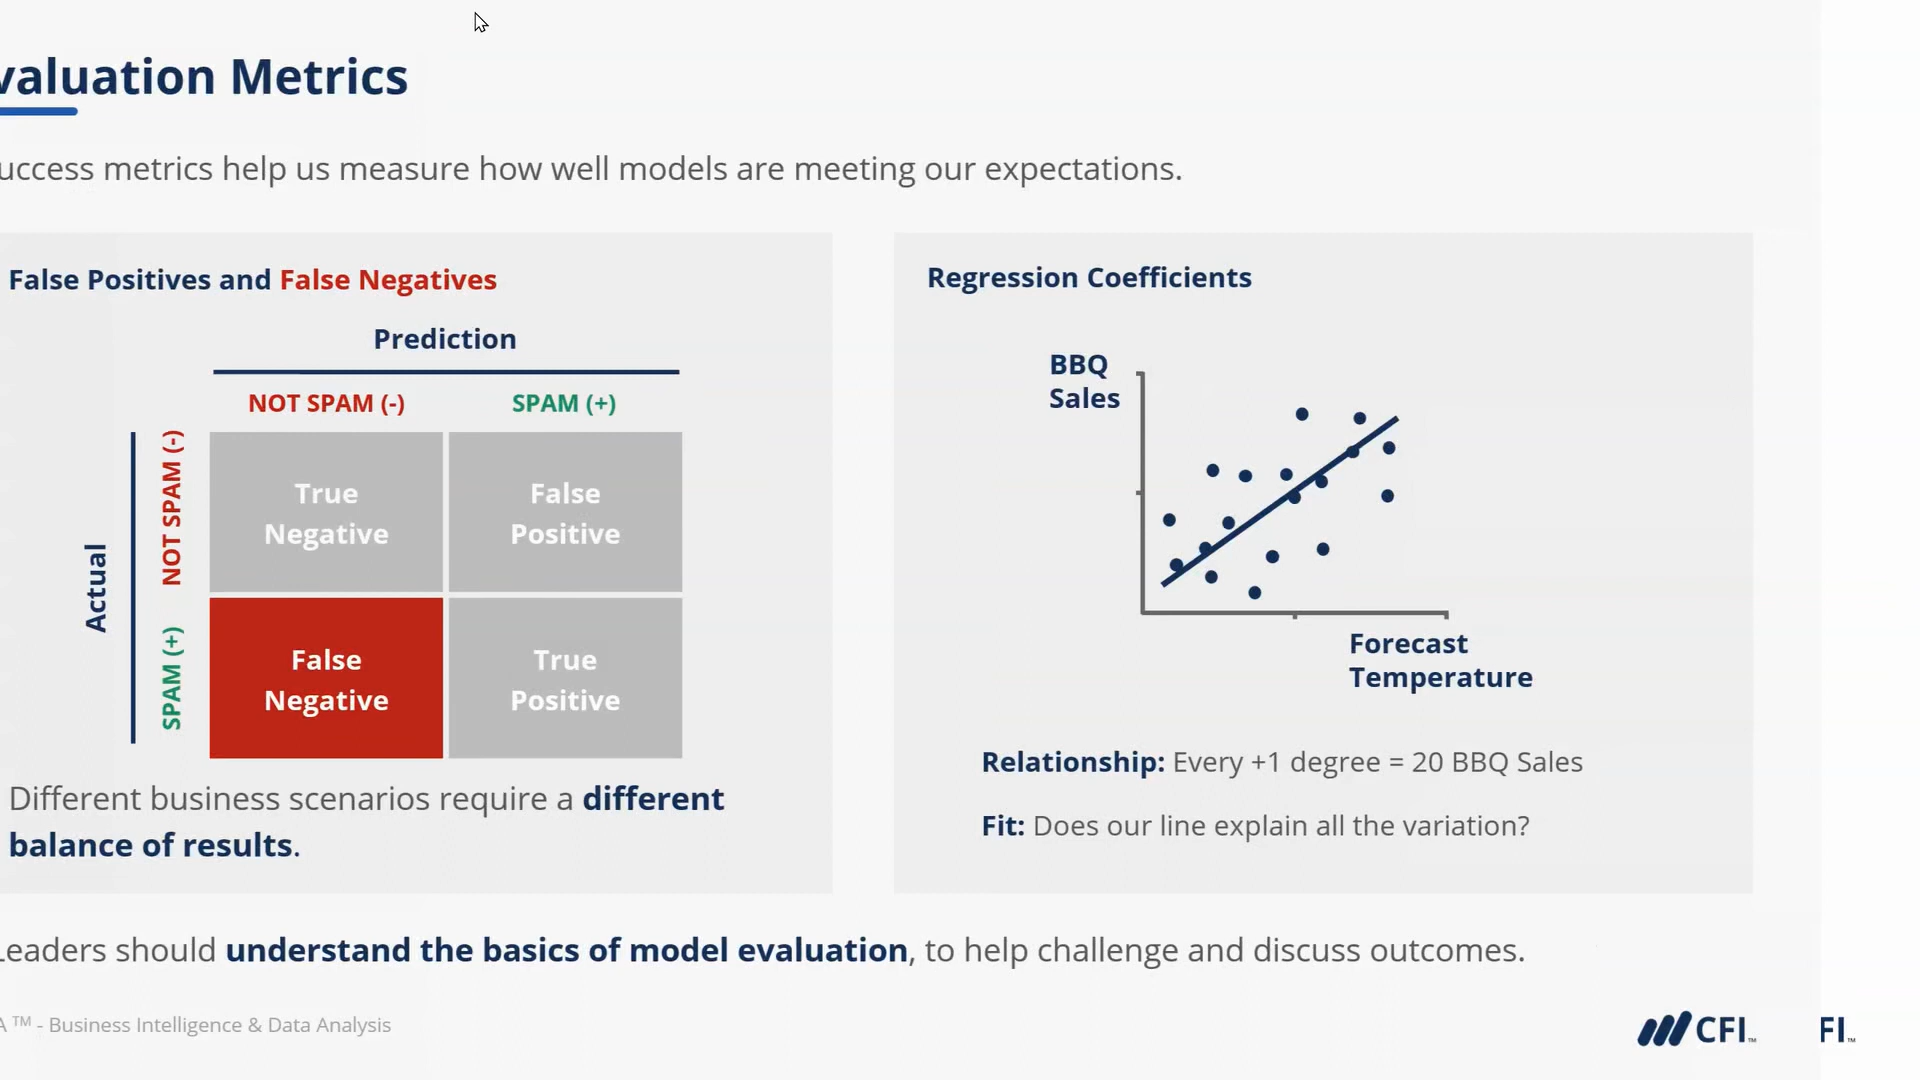 valuation Metrics
uccess metrics help us measure how well models are meeting our expectations.
False Positives and False Negatives
Prediction
NOT SPAM (-) SPAM (+)
Actual
NOT SPAM (-)
SPAM (+)
True
Negative
False
Positive
False
Negative
True
Positive
Different business scenarios require a different
balance of results.
Regression Coefficients
BBQ
Sales
Forecast
Temperature
Relationship: Every +1 degree = 20 BBQ Sales
Fit: Does our line explain all the variation?
Leaders should understand the basics of model evaluation, to help challenge and discuss outcomes.
A ™ - Business Intelligence & Data Analysis
CFI™
FI™